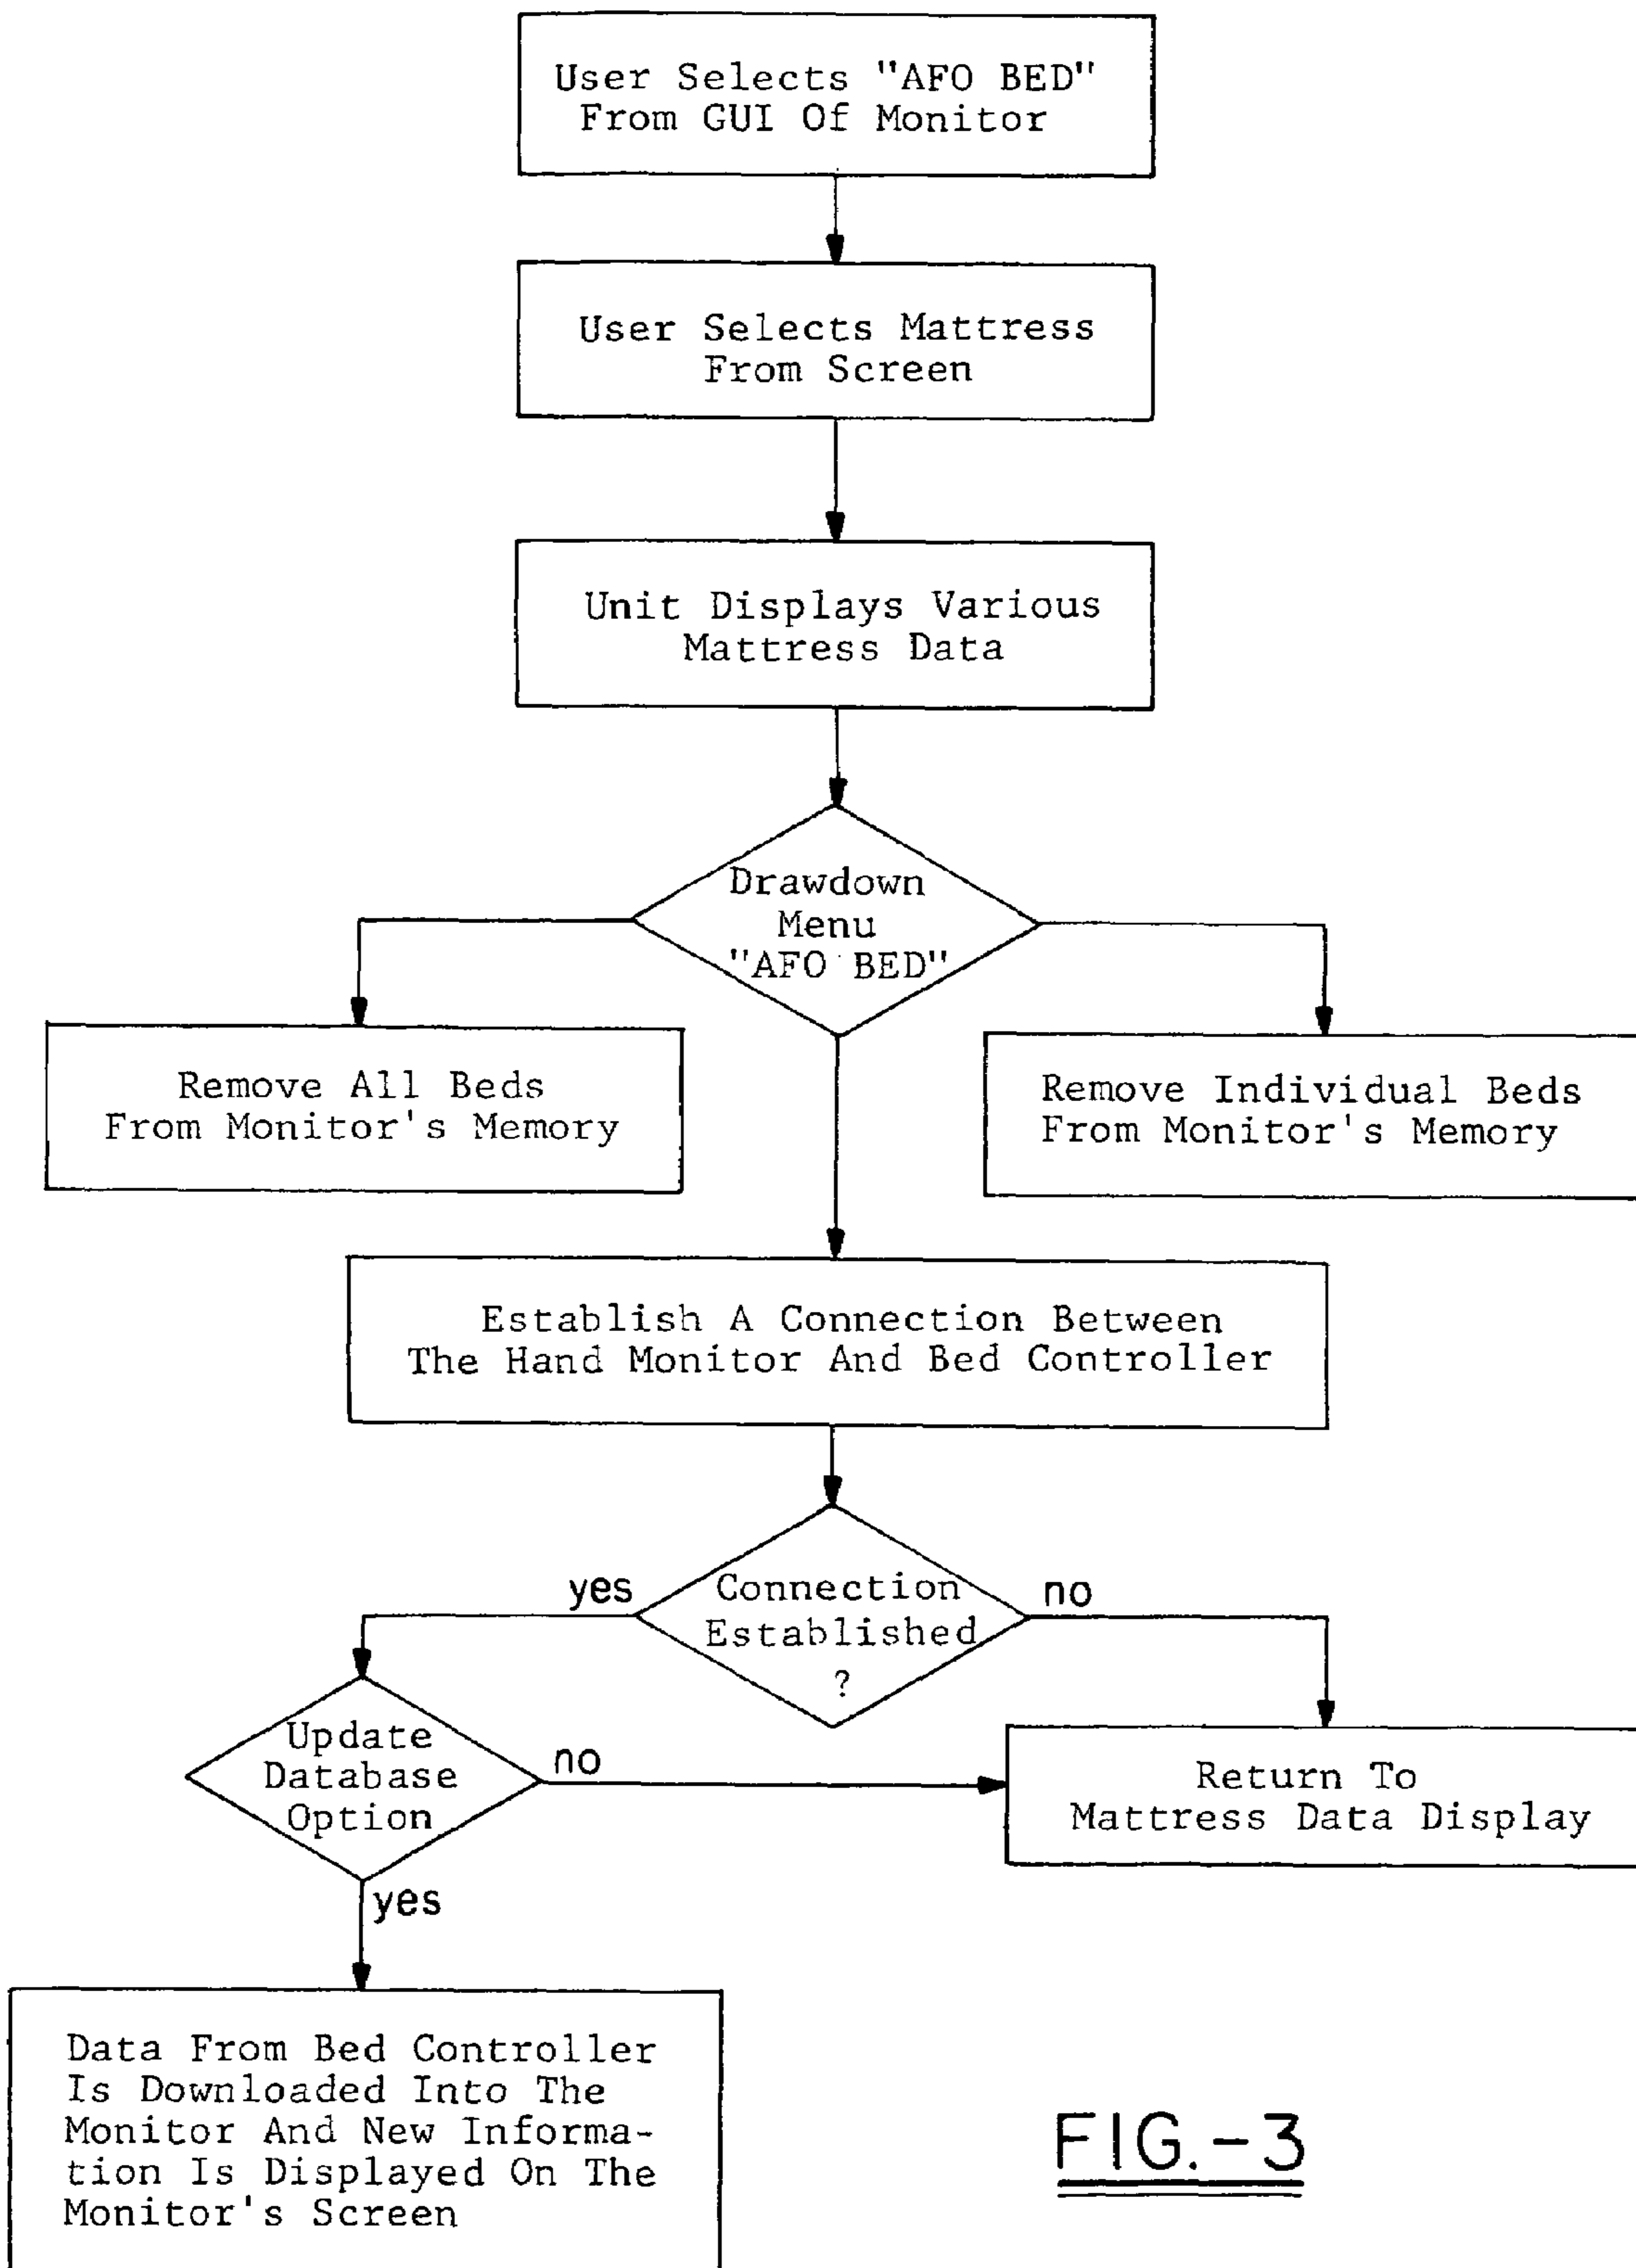 User Selects "AFO BED"
From GUI Of Monitor
User Selects Mattress
From Screen
Unit Displays Various
Mattress Data
Drawdown
Menu
"AFO BED"
Remove All Beds
From Monitor's Memory
Remove Individual Beds
From Monitor's Memory
Establish A Connection Between
The Hand Monitor And Bed Controller
yes
Connection
Established
?
no
Update
Database
Option
no
Return To
Mattress Data Display
yes
Data From Bed Controller
Is Downloaded Into The
Monitor And New Informa-
tion Is Displayed On The
Monitor's Screen
FIG.-3